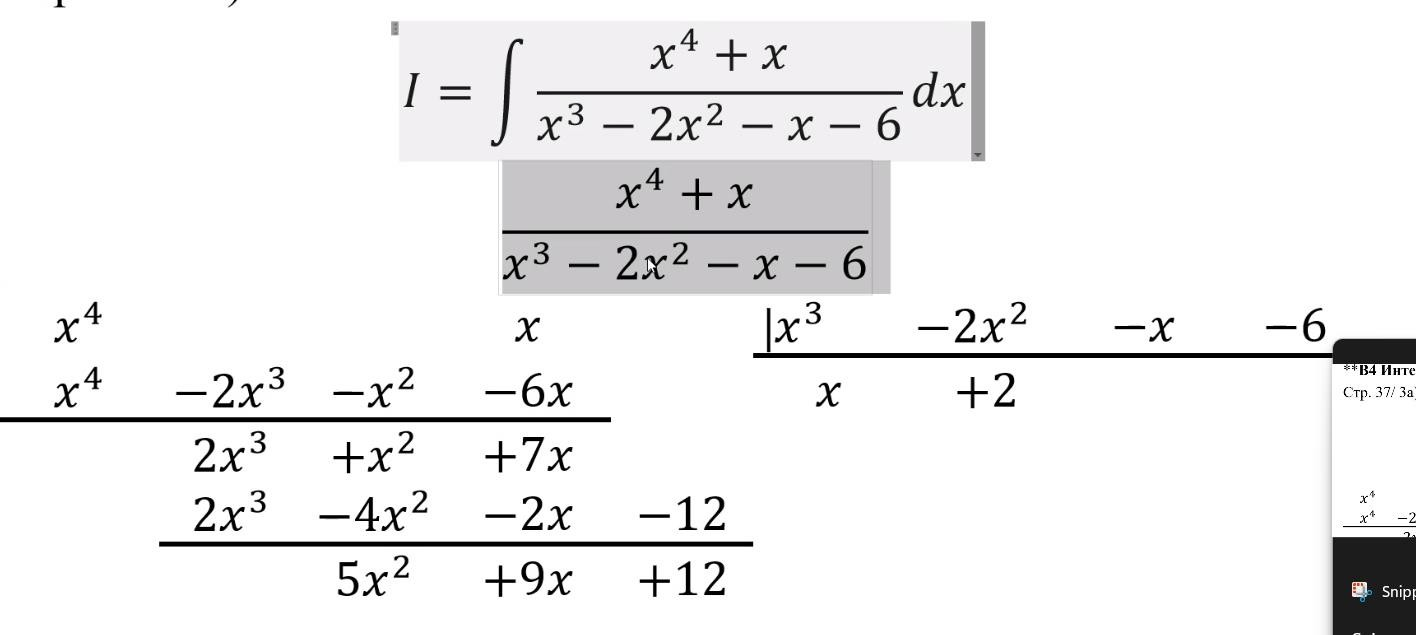 I = ∫ (x⁴ + x)/(x³ − 2x² − x − 6) dx
(x⁴ + x)/(x³ − 2x² − x − 6)
x⁴ x |x³ −2x² −x −6
x⁴ −2x³ −x² −6x x +2
2x³ +x² +7x
2x³ −4x² −2x −12
5x² +9x +12
**В4 Инте
Стр. 37/ 3а)
x⁴
x⁴ −2
Snipp